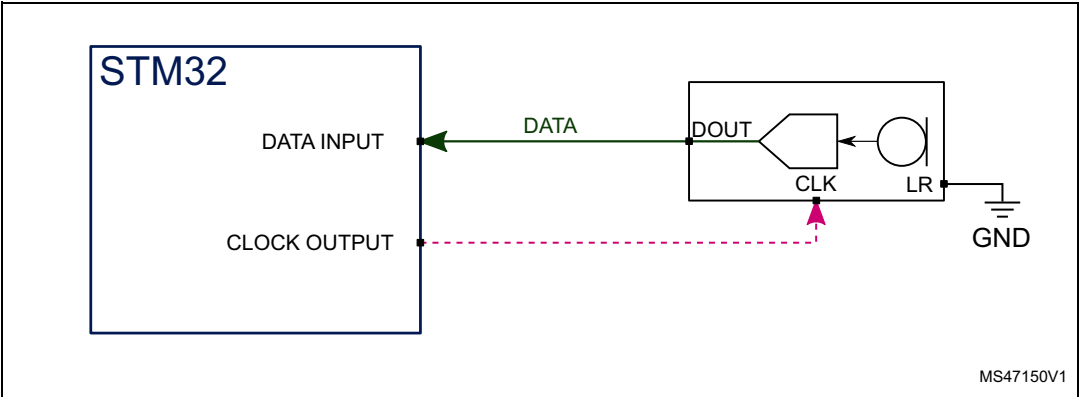 STM32
DATA INPUT
DATA
DOUT
CLK
LR
CLOCK OUTPUT
GND
MS47150V1